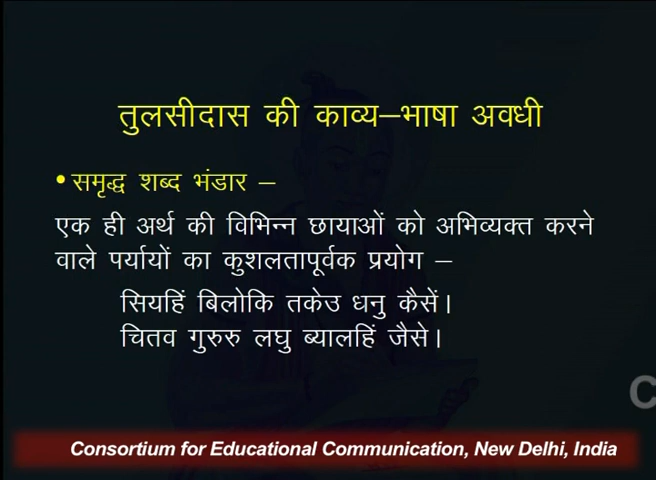 तुलसीदास की काव्य–भाषा अवधी
• समृद्ध शब्द भंडार –
एक ही अर्थ की विभिन्न छायाओं को अभिव्यक्त करने
वाले पर्यायों का कुशलतापूर्वक प्रयोग –
सियहिं बिलोकि तकेउ धनु कैसें।
चितव गुरुरु लघु ब्यालहिं जैसे।
C
Consortium for Educational Communication, New Delhi, India